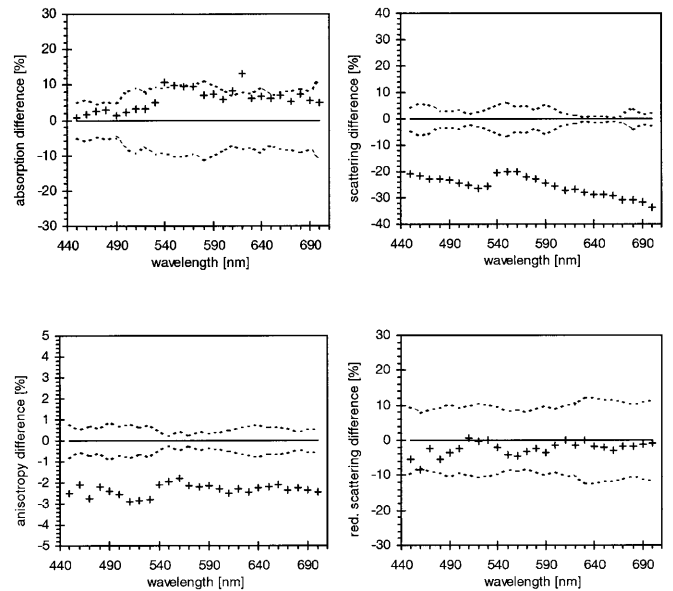 absorption difference [%]
30
20
10
0
-10
-20
-30
440 490 540 590 640 690
wavelength [nm]
scattering difference [%]
40
30
20
10
0
-10
-20
-30
-40
440 490 540 590 640 690
wavelength [nm]
anisotropy difference [%]
5
4
3
2
1
0
-1
-2
-3
-4
-5
440 490 540 590 640 690
wavelength [nm]
red. scattering difference [%]
30
20
10
0
-10
-20
-30
440 490 540 590 640 690
wavelength [nm]